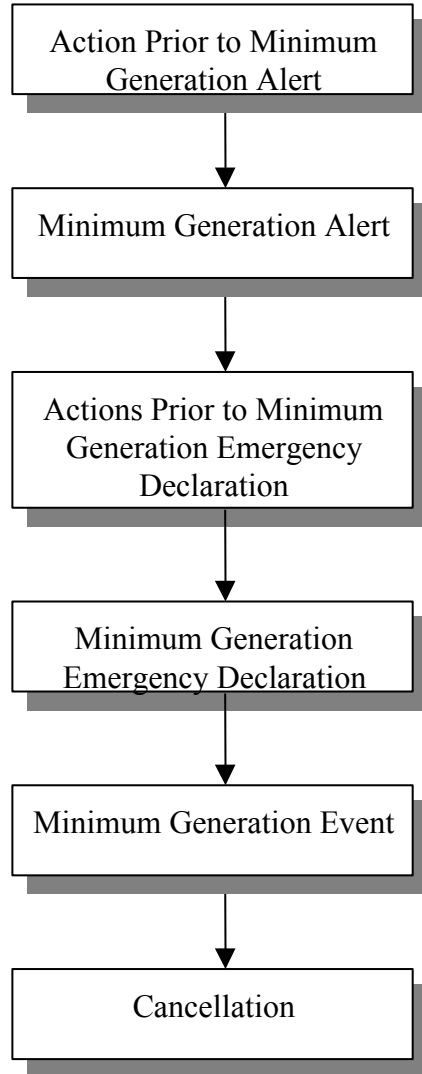 Action Prior to Minimum
Generation Alert
Minimum Generation Alert
Actions Prior to Minimum
Generation Emergency
Declaration
Minimum Generation
Emergency Declaration
Minimum Generation Event
Cancellation